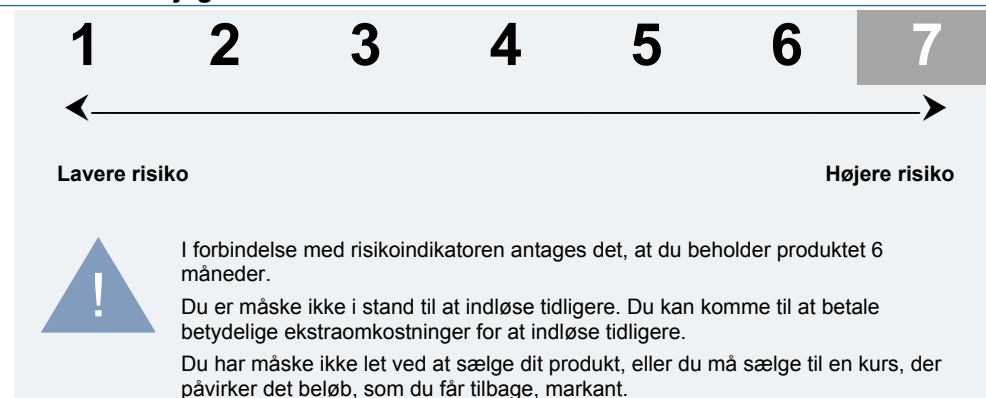 1 2 3 4 5 6 7
Lavere risiko Højere risiko
!
I forbindelse med risikoindikatoren antages det, at du beholder produktet 6
måneder.
Du er måske ikke i stand til at indløse tidligere. Du kan komme til at betale
betydelige ekstraomkostninger for at indløse tidligere.
Du har måske ikke let ved at sælge dit produkt, eller du må sælge til en kurs, der
påvirker det beløb, som du får tilbage, markant.